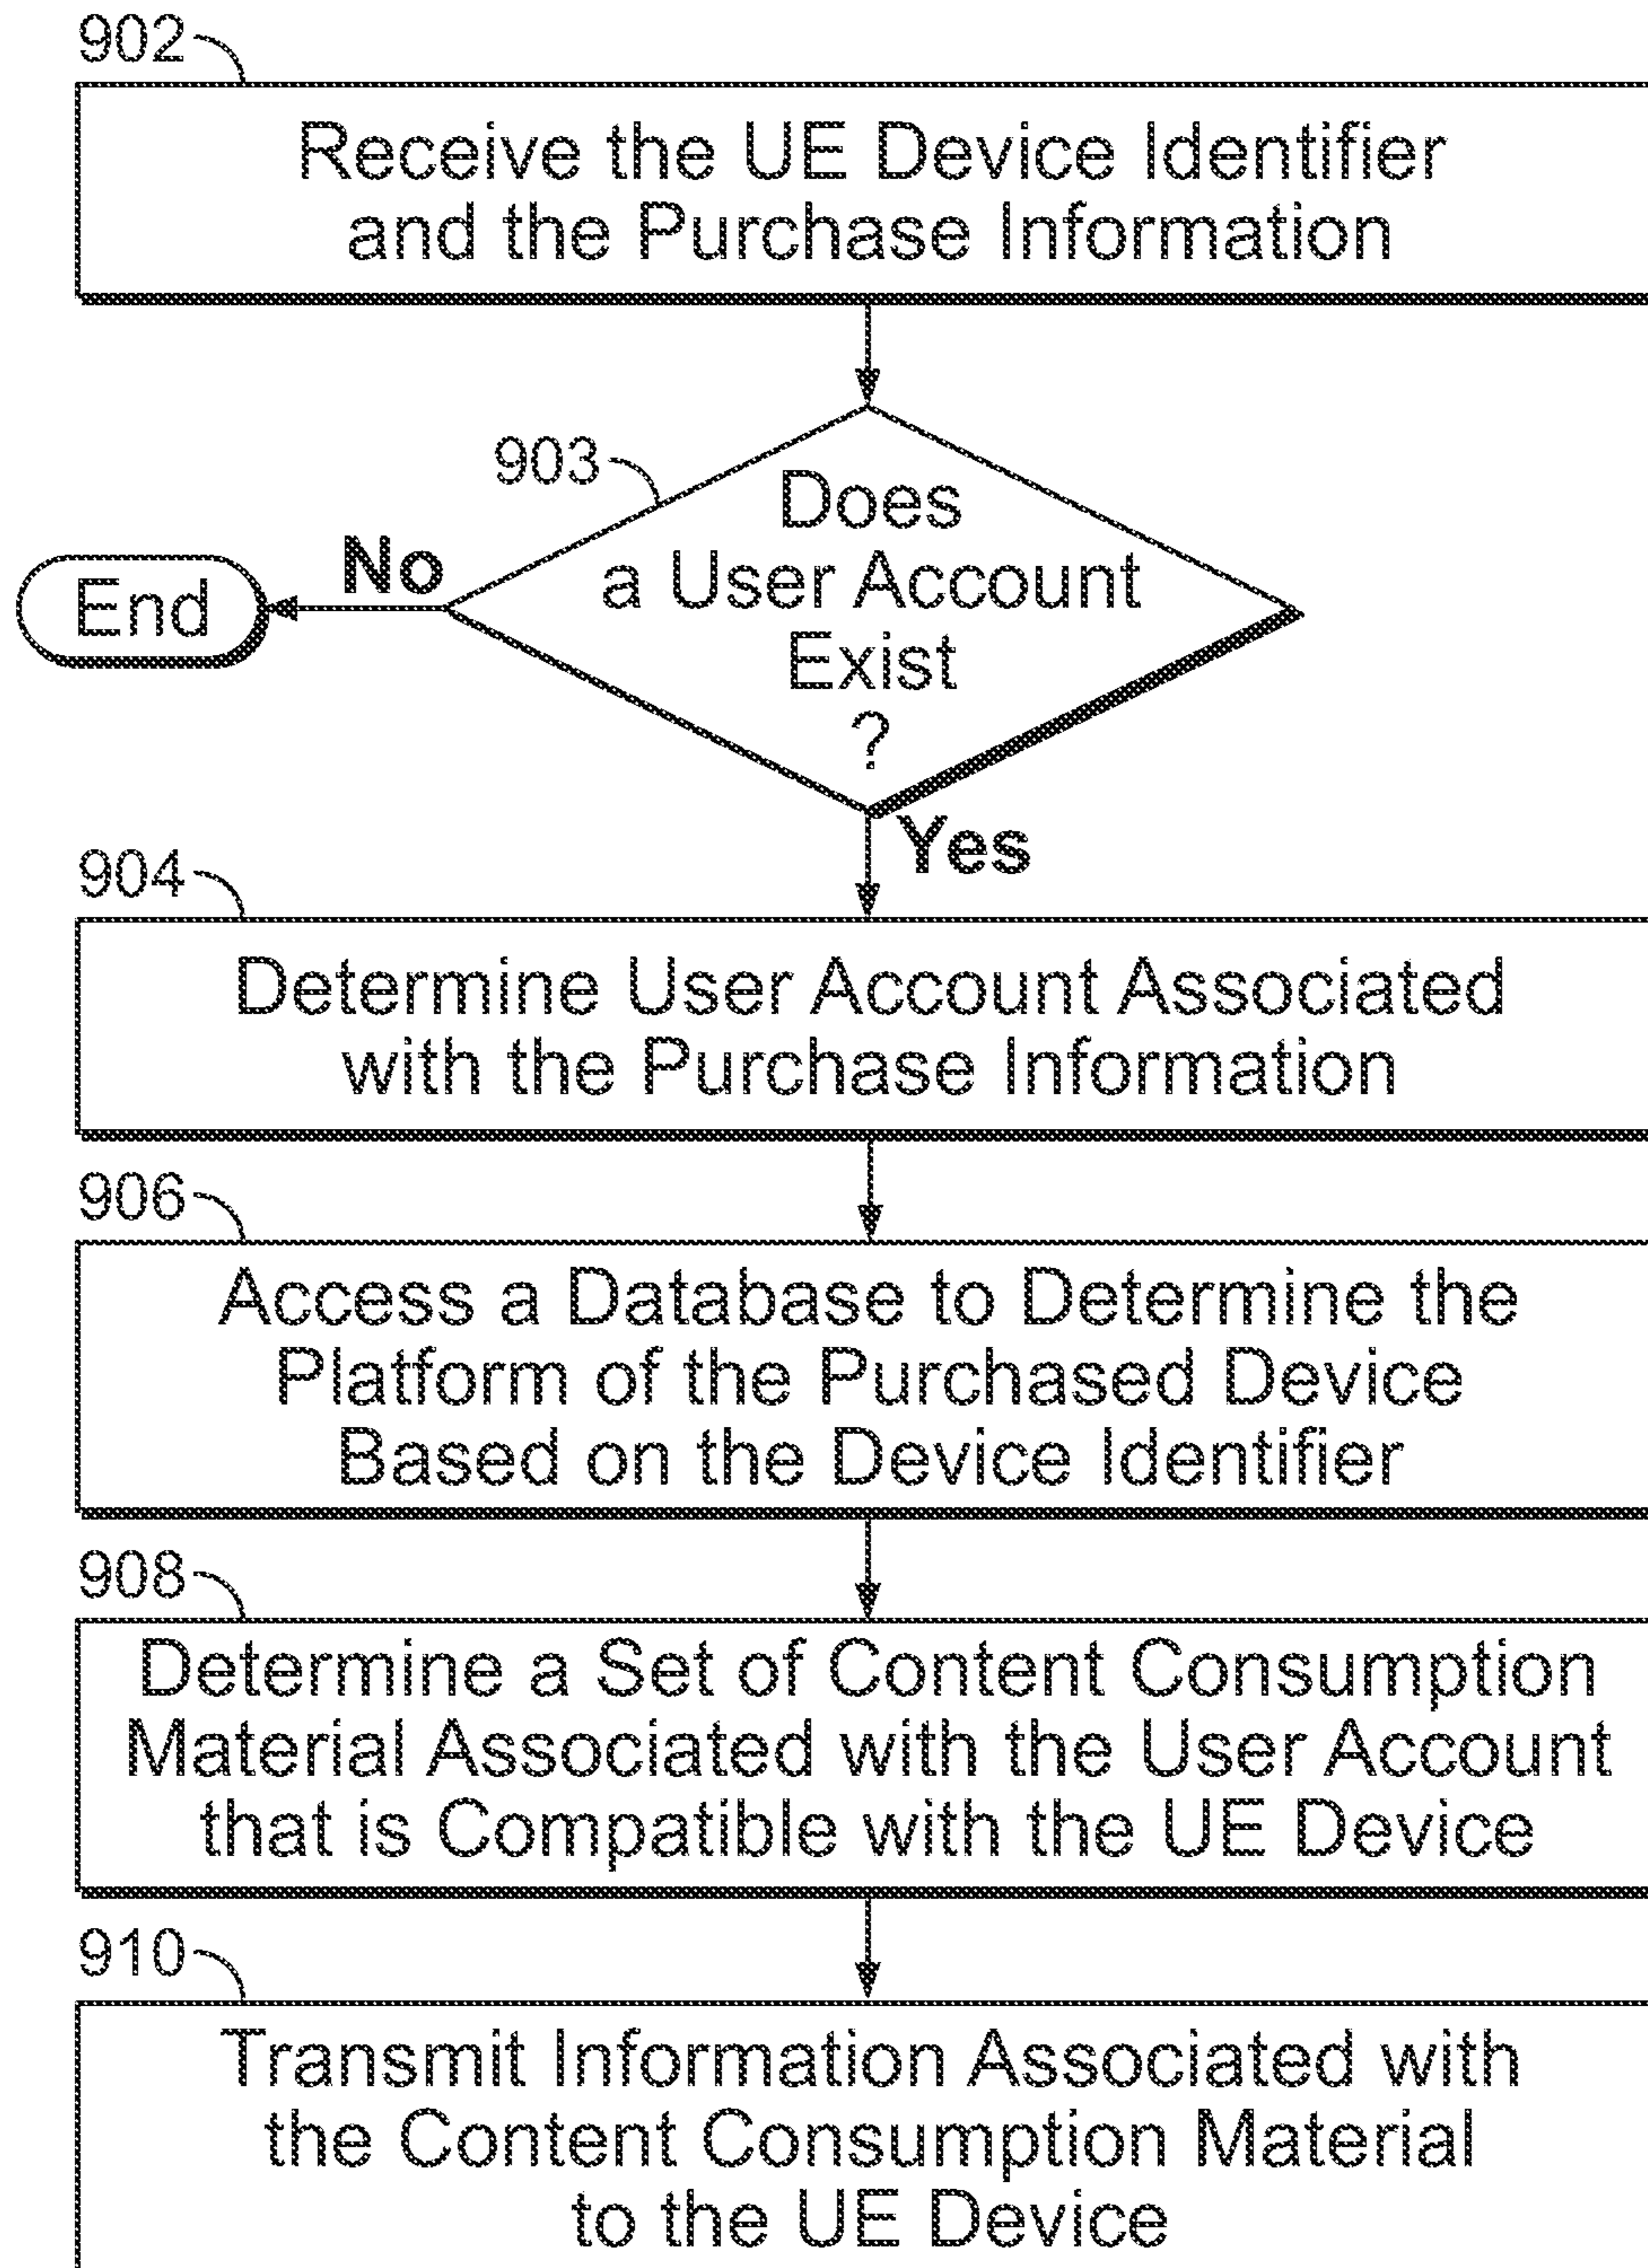 902
Receive the UE Device Identifier
and the Purchase Information
903
Does
a User Account
Exist
?
No
End
Yes
904
Determine User Account Associated
with the Purchase Information
906
Access a Database to Determine the
Platform of the Purchased Device
Based on the Device Identifier
908
Determine a Set of Content Consumption
Material Associated with the User Account
that is Compatible with the UE Device
910
Transmit Information Associated with
the Content Consumption Material
to the UE Device